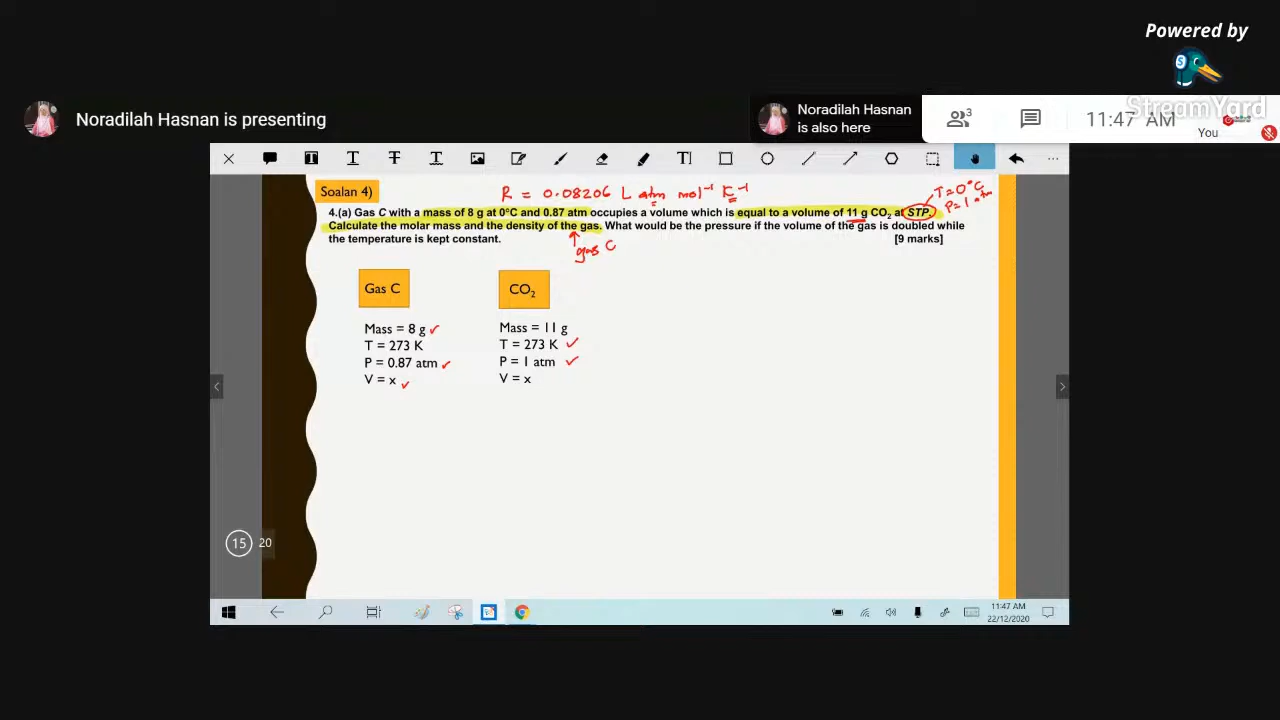 Powered by
StreamYard
Noradilah Hasnan is presenting
Noradilah Hasnan
is also here
3
11:47 AM
You
Soalan 4)
R = 0.08206 L atm mol⁻¹ K⁻¹
T = 0°C
P = 1 atm
4.(a) Gas C with a mass of 8 g at 0°C and 0.87 atm occupies a volume which is equal to a volume of 11 g CO₂ at STP.
Calculate the molar mass and the density of the gas. What would be the pressure if the volume of the gas is doubled while
the temperature is kept constant. [9 marks]
gas C
Gas C
CO₂
Mass = 8 g ✓
T = 273 K
P = 0.87 atm ✓
V = x ✓
Mass = 11 g
T = 273 K ✓
P = 1 atm ✓
V = x
15 20
11:47 AM
22/12/2020